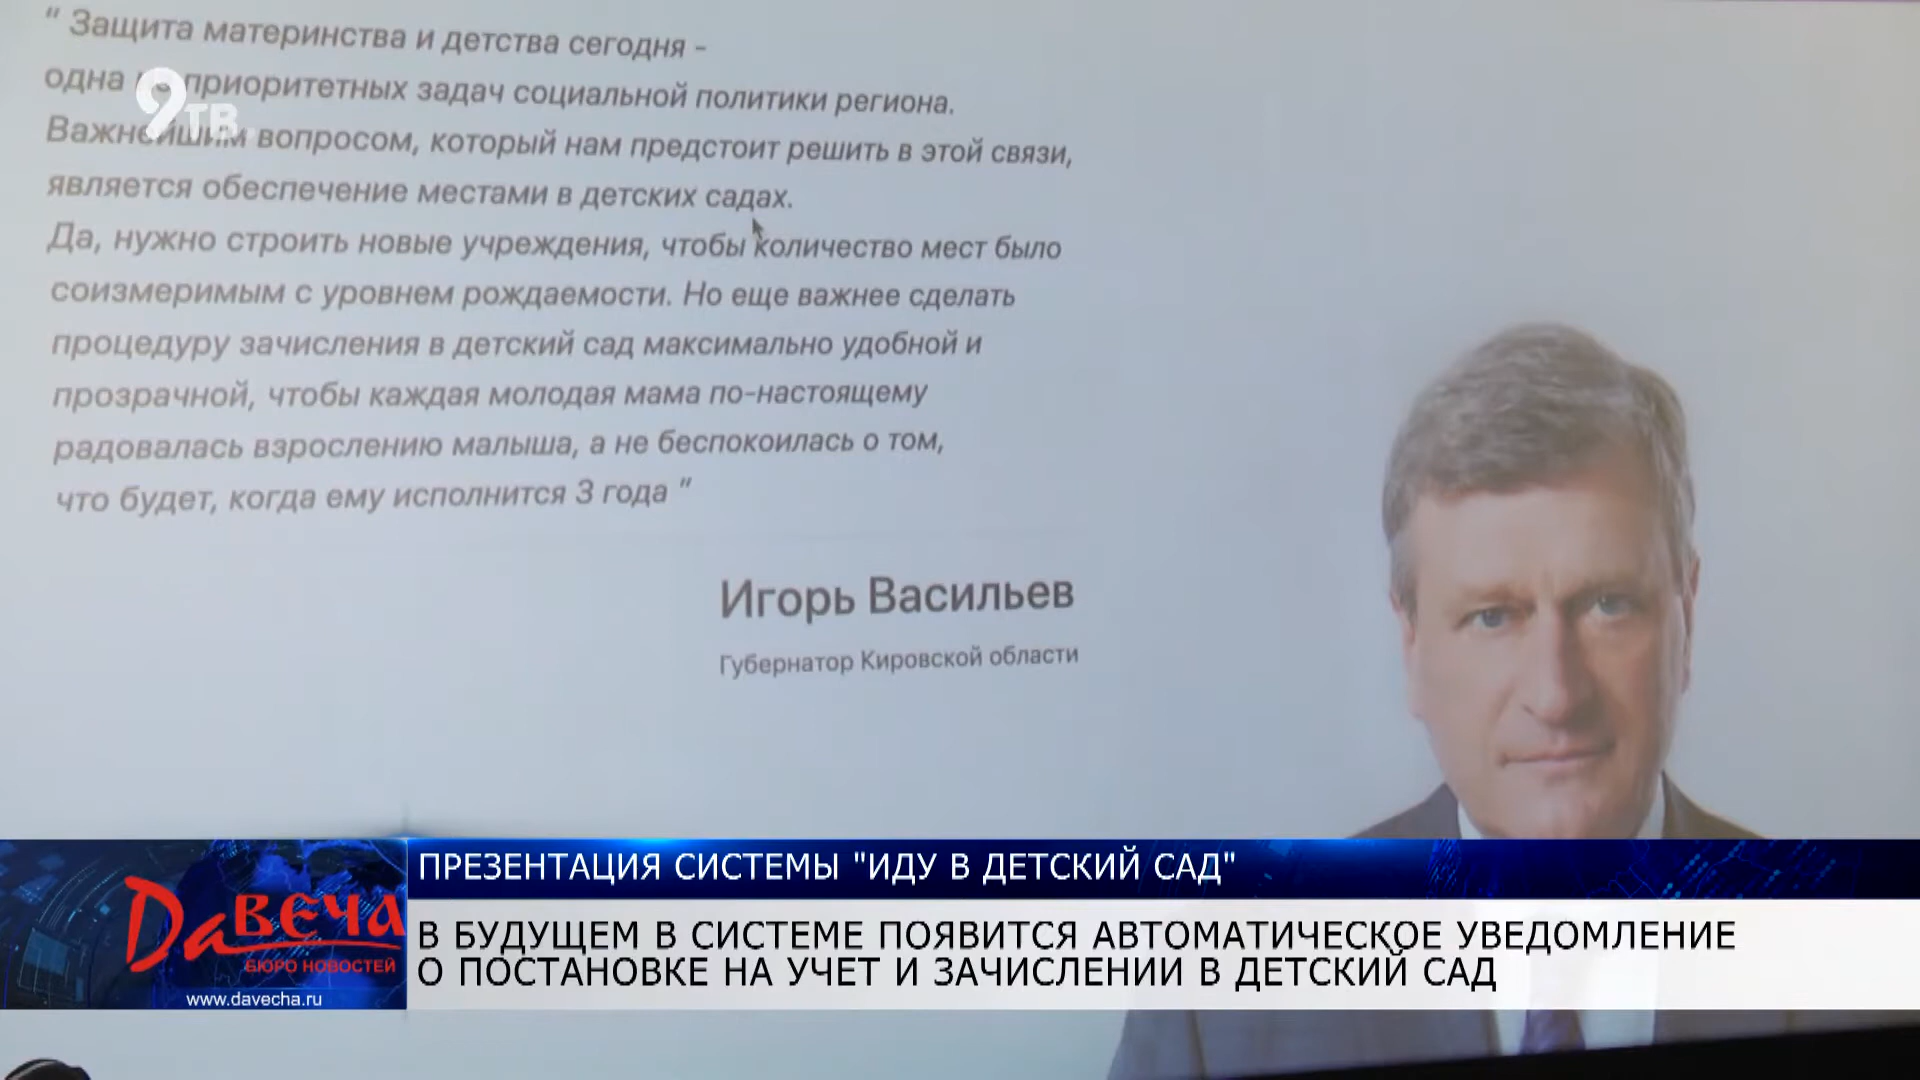 “ Защита материнства и детства сегодня -
одна из приоритетных задач социальной политики региона.
Важнейшим вопросом, который нам предстоит решить в этой связи,
является обеспечение местами в детских садах.
Да, нужно строить новые учреждения, чтобы количество мест было
соизмеримым с уровнем рождаемости. Но еще важнее сделать
процедуру зачисления в детский сад максимально удобной и
прозрачной, чтобы каждая молодая мама по-настоящему
радовалась взрослению малыша, а не беспокоилась о том,
что будет, когда ему исполнится 3 года ”
9ТВ
Игорь Васильев
Губернатор Кировской области
ПРЕЗЕНТАЦИЯ СИСТЕМЫ "ИДУ В ДЕТСКИЙ САД"
В БУДУЩЕМ В СИСТЕМЕ ПОЯВИТСЯ АВТОМАТИЧЕСКОЕ УВЕДОМЛЕНИЕ
О ПОСТАНОВКЕ НА УЧЕТ И ЗАЧИСЛЕНИИ В ДЕТСКИЙ САД
ДаВЕЧА
БЮРО НОВОСТЕЙ
www.davecha.ru